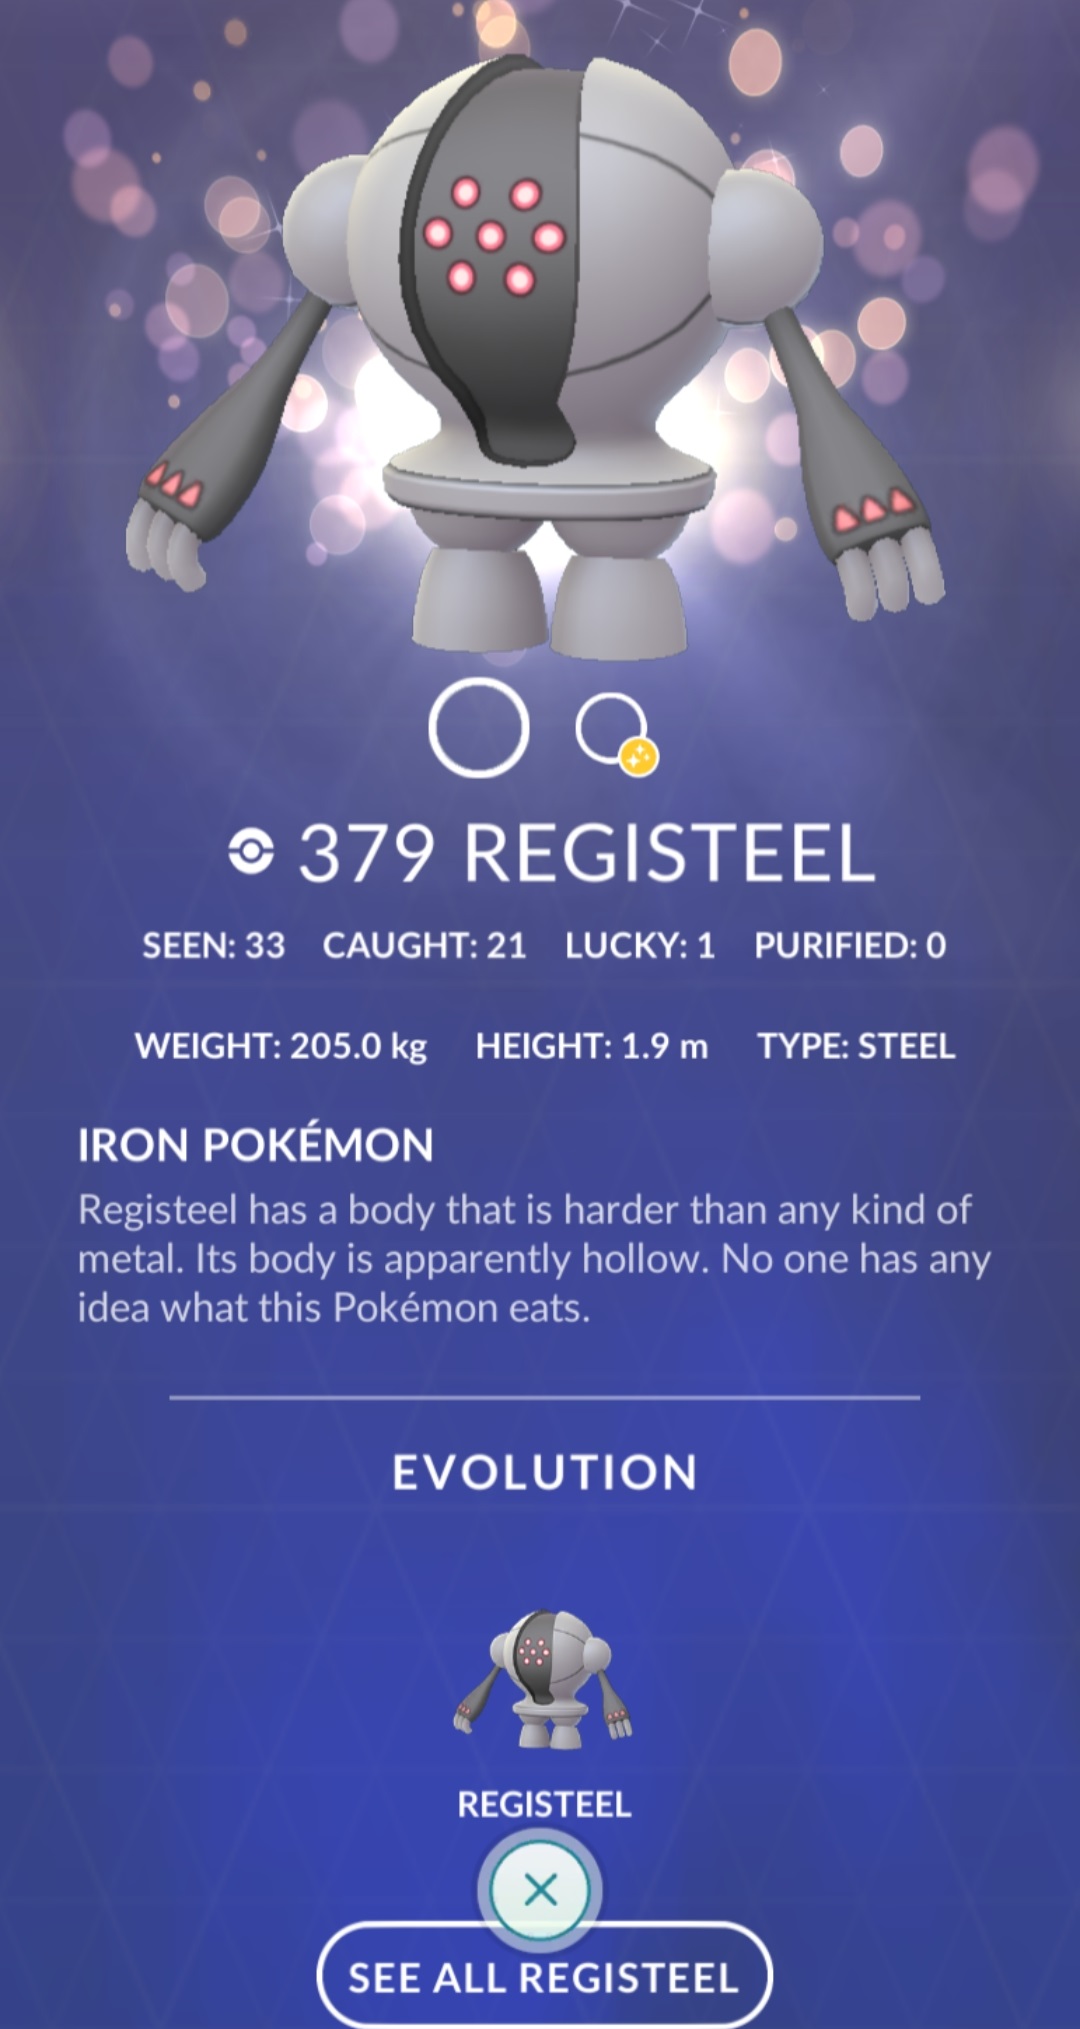 379 REGISTEEL
SEEN: 33 CAUGHT: 21 LUCKY: 1 PURIFIED: 0
WEIGHT: 205.0 kg HEIGHT: 1.9 m TYPE: STEEL
IRON POKÉMON
Registeel has a body that is harder than any kind of
metal. Its body is apparently hollow. No one has any
idea what this Pokémon eats.
EVOLUTION
REGISTEEL
SEE ALL REGISTEEL